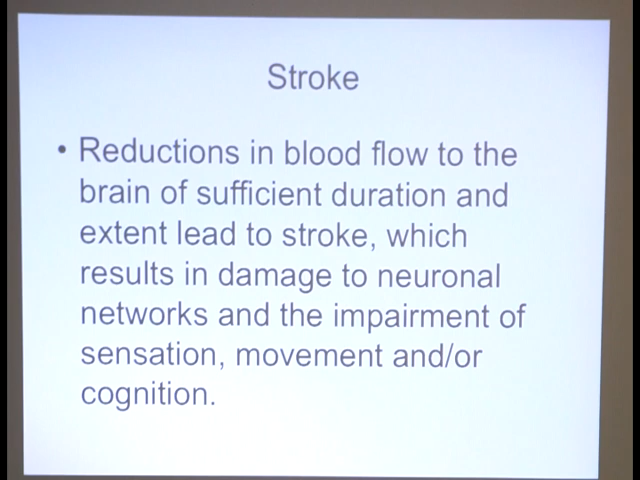 Stroke
• Reductions in blood flow to the
brain of sufficient duration and
extent lead to stroke, which
results in damage to neuronal
networks and the impairment of
sensation, movement and/or
cognition.